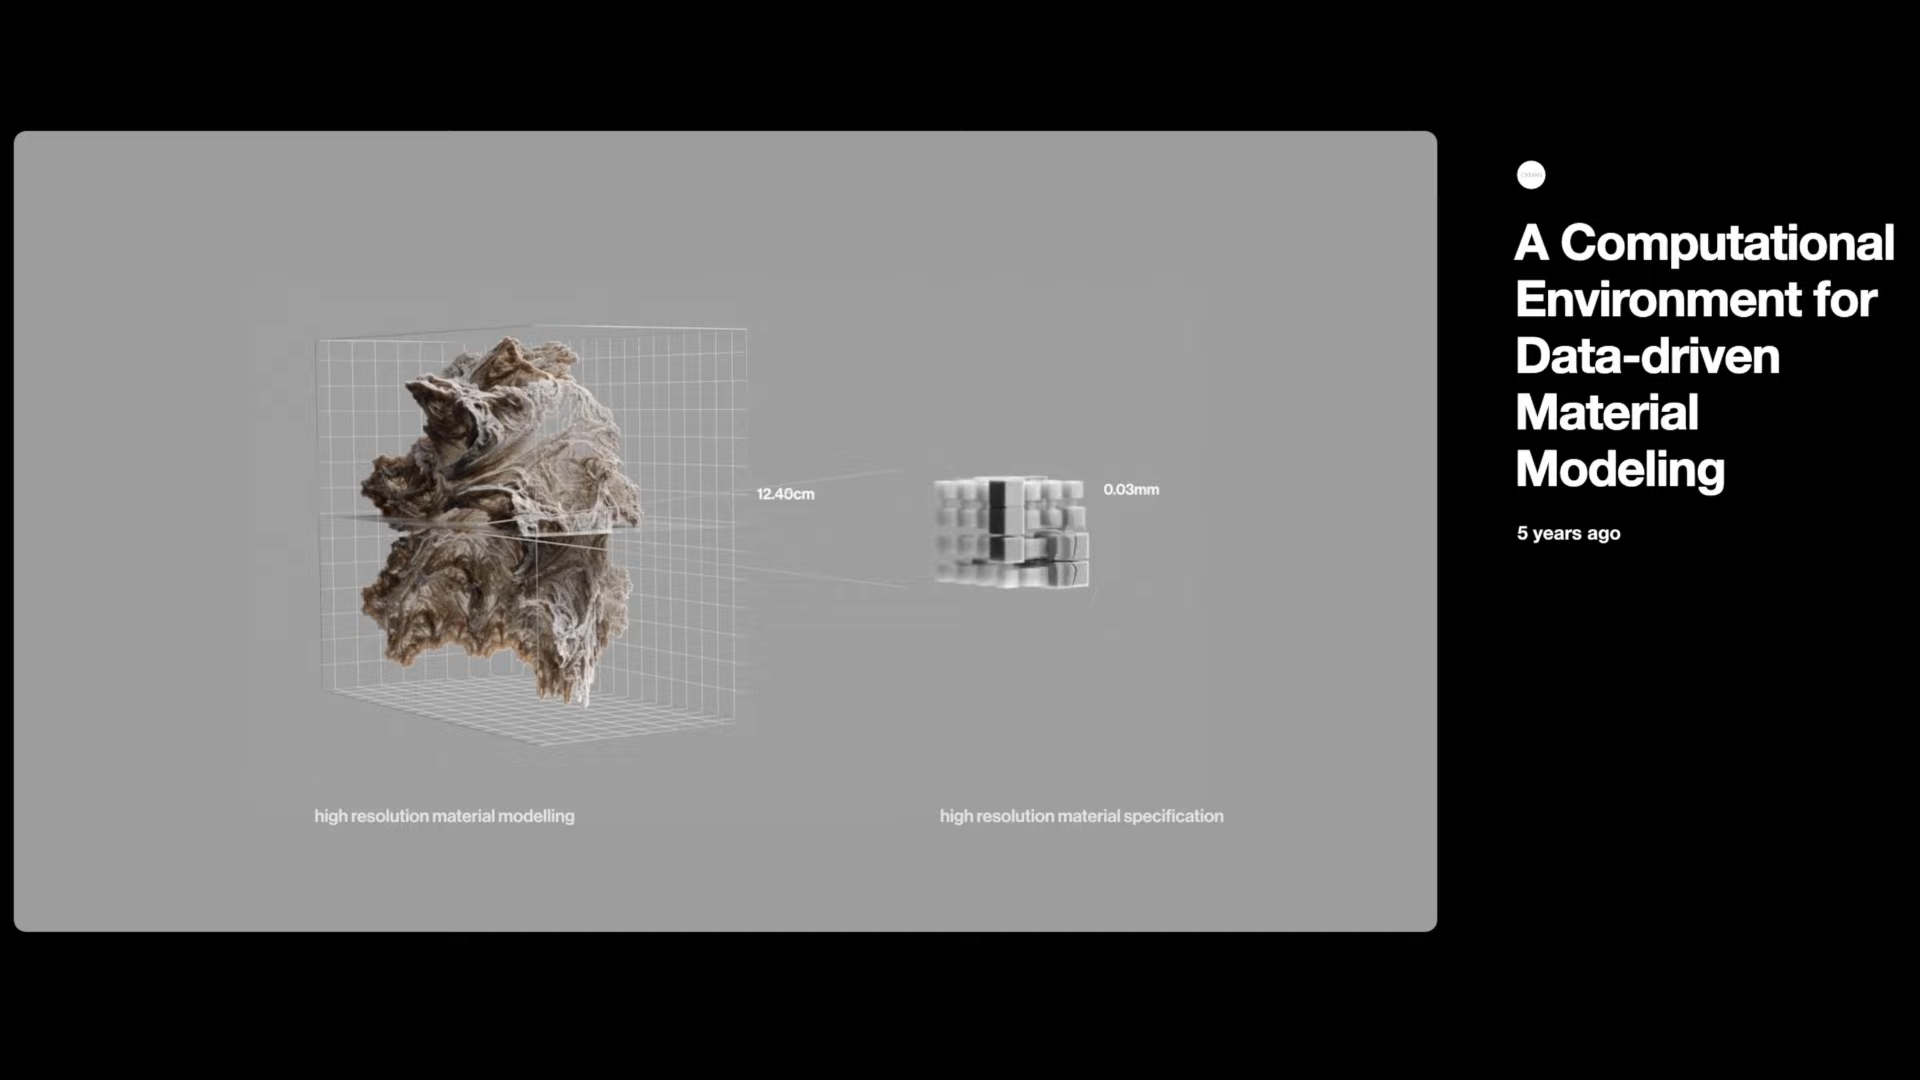 12.40cm
0.03mm
high resolution material modelling
high resolution material specification
A Computational
Environment for
Data-driven
Material
Modeling
5 years ago